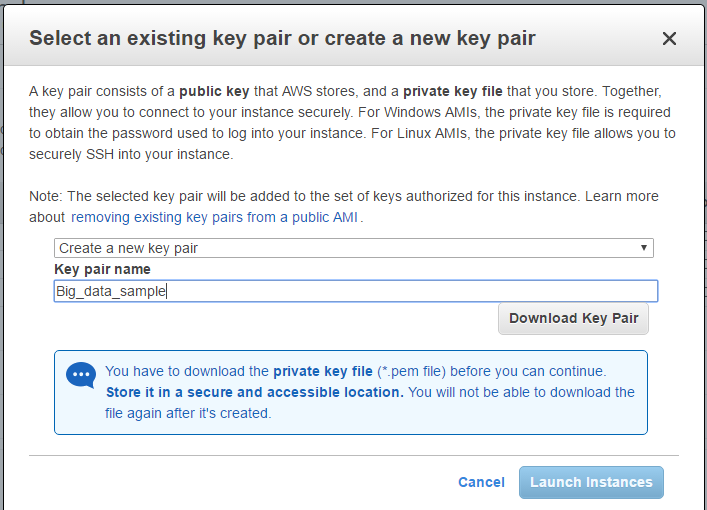 Select an existing key pair or create a new key pair
A key pair consists of a public key that AWS stores, and a private key file that you store. Together,
they allow you to connect to your instance securely. For Windows AMIs, the private key file is required
to obtain the password used to log into your instance. For Linux AMIs, the private key file allows you to
securely SSH into your instance.
Note: The selected key pair will be added to the set of keys authorized for this instance. Learn more
about removing existing key pairs from a public AMI .
Create a new key pair
Key pair name
Big_data_sample
Download Key Pair
You have to download the private key file (*.pem file) before you can continue.
Store it in a secure and accessible location. You will not be able to download the
file again after it's created.
Cancel Launch Instances